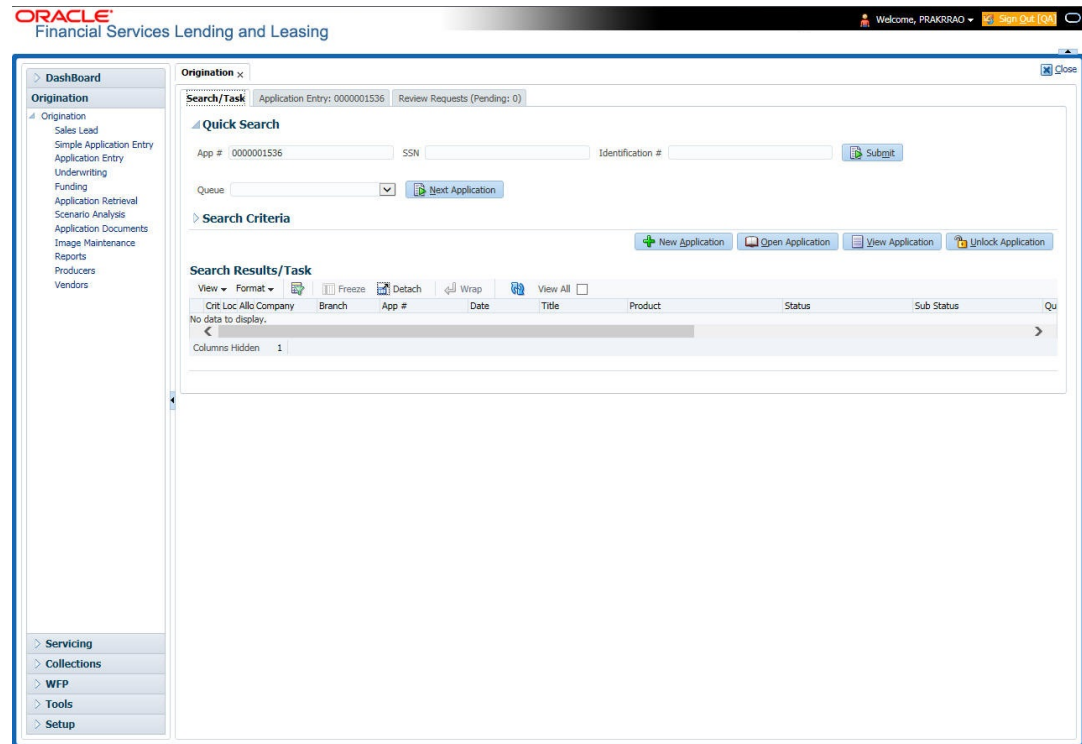 ORACLE
Financial Services Lending and Leasing
Welcome, PRAKRRAO
Sign Out [QA]
Close
DashBoard
Origination
Origination
Sales Lead
Simple Application Entry
Application Entry
Underwriting
Funding
Application Retrieval
Scenario Analysis
Application Documents
Image Maintenance
Reports
Producers
Vendors
Servicing
Collections
WFP
Tools
Setup
Origination x
Search/Task Application Entry: 0000001536 Review Requests (Pending: 0)
Quick Search
App # 0000001536 SSN Identification # Submit
Queue Next Application
Search Criteria
New Application Open Application View Application Unlock Application
Search Results/Task
View Format Freeze Detach Wrap View All
Crit Loc Allo Company Branch App # Date Title Product Status Sub Status Qu
No data to display.
Columns Hidden 1